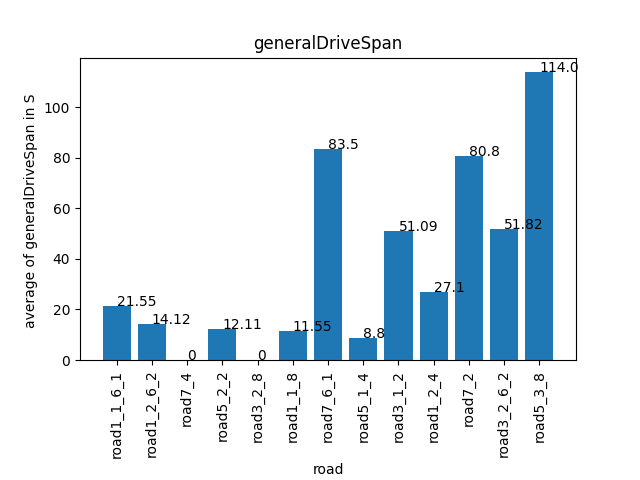 generalDriveSpan
average of generalDriveSpan in S
100
80
60
40
20
0
21.55
14.12
0
12.11
0
11.55
83.5
8.8
51.09
27.1
80.8
51.82
114.0
road1_1_6_1
road1_2_6_2
road7_4
road5_2_2
road3_2_8
road1_1_8
road7_6_1
road5_1_4
road3_1_2
road1_2_4
road7_2
road3_2_6_2
road5_3_8
road